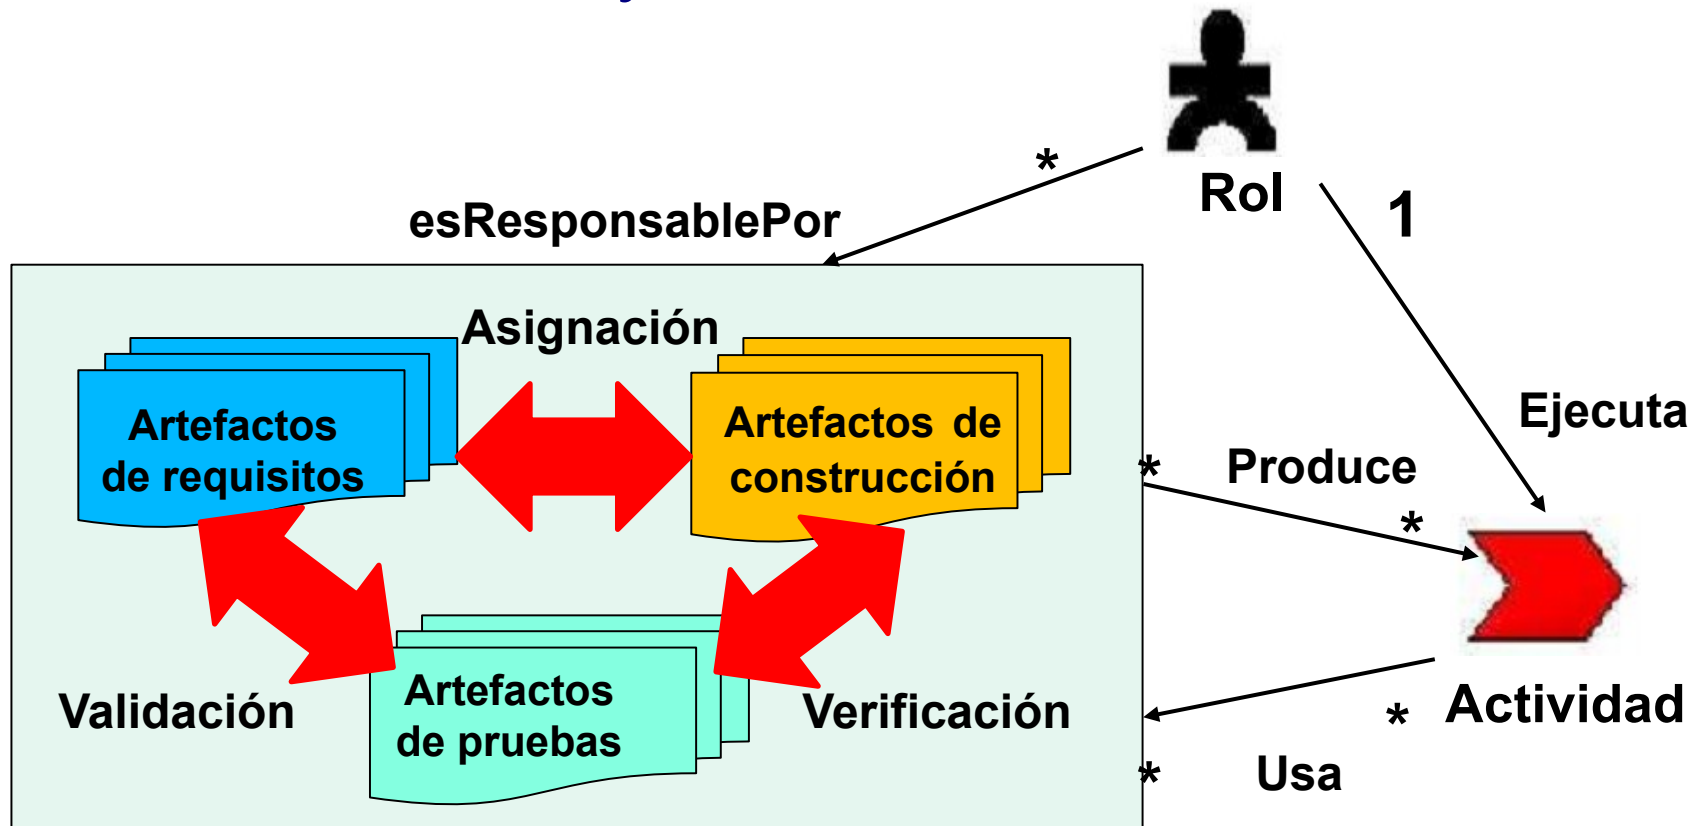 *
Rol
1
esResponsablePor
Asignación
Artefactos
de requisitos
Artefactos de
construcción
Ejecuta
* Produce
*
Validación
Artefactos
de pruebas
Verificación
* Actividad
* Usa